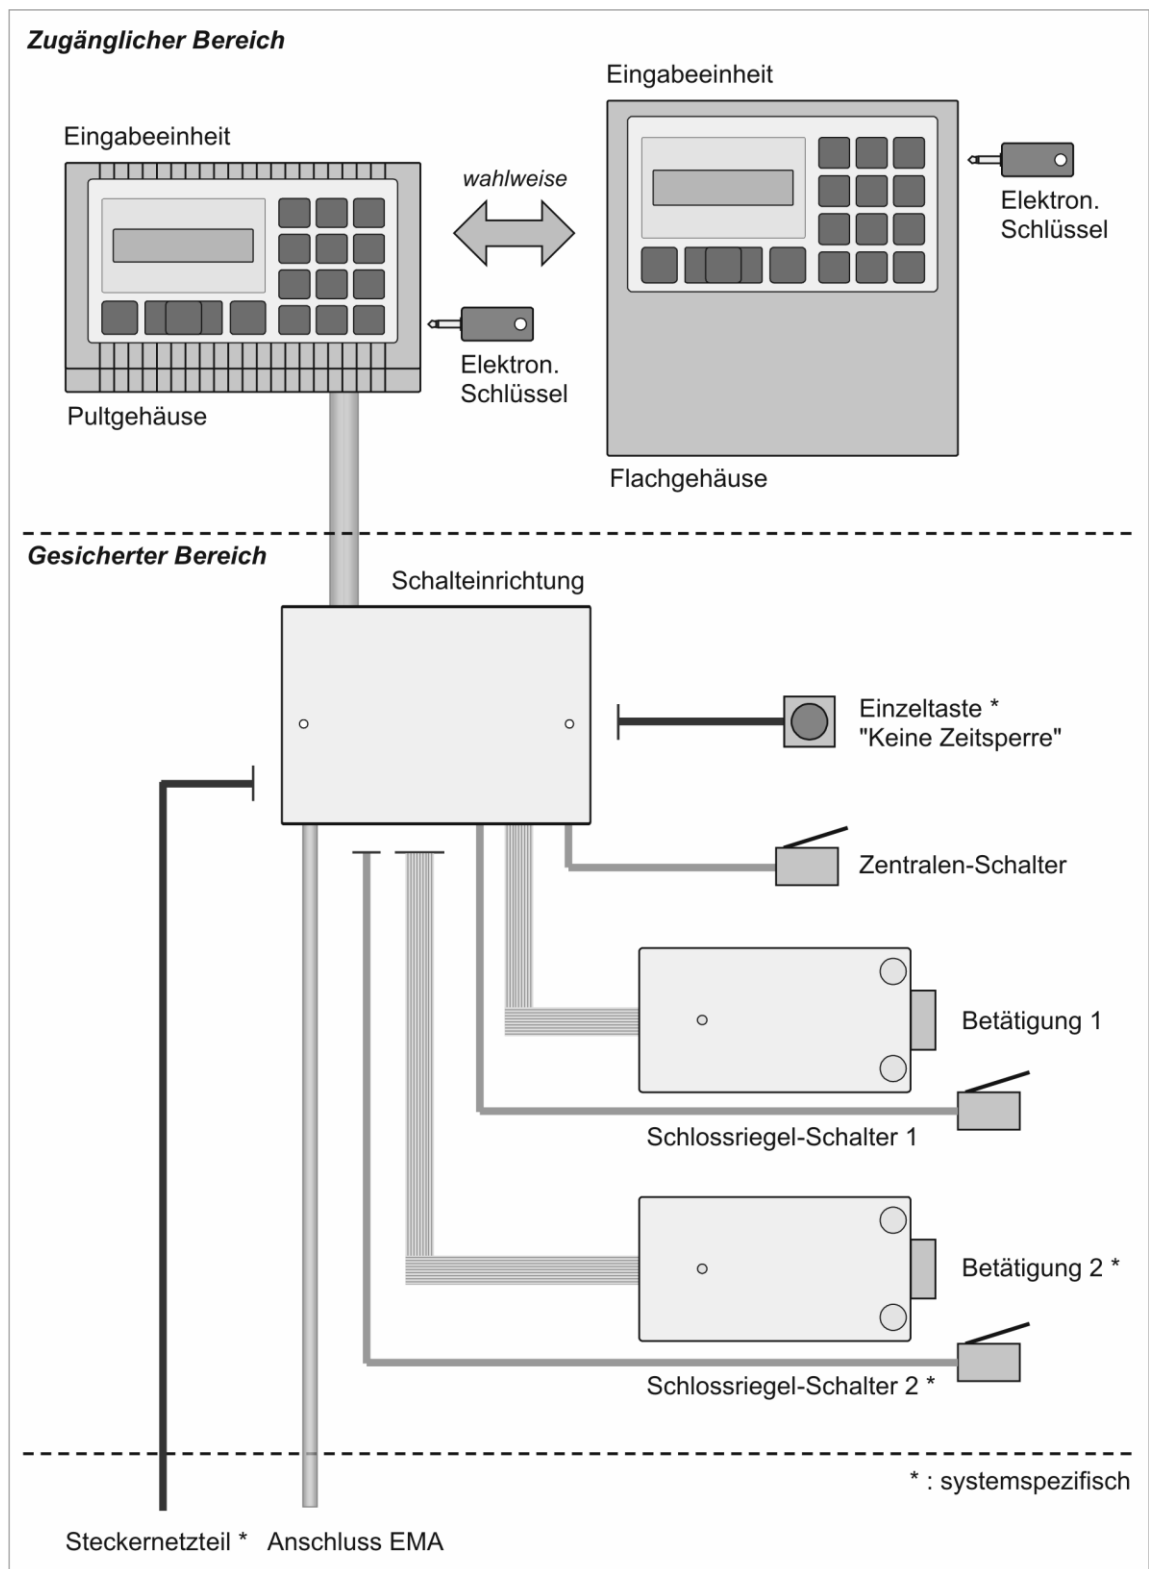 Zugänglicher Bereich
Eingabeeinheit
Eingabeeinheit
wahlweise
Elektron.
Schlüssel
Elektron.
Schlüssel
Pultgehäuse
Flachgehäuse
Gesicherter Bereich
Schalteinrichtung
Einzeltaste *
"Keine Zeitsperre"
Zentralen-Schalter
Betätigung 1
Schlossriegel-Schalter 1
Betätigung 2 *
Schlossriegel-Schalter 2 *
* : systemspezifisch
Steckernetzteil * Anschluss EMA